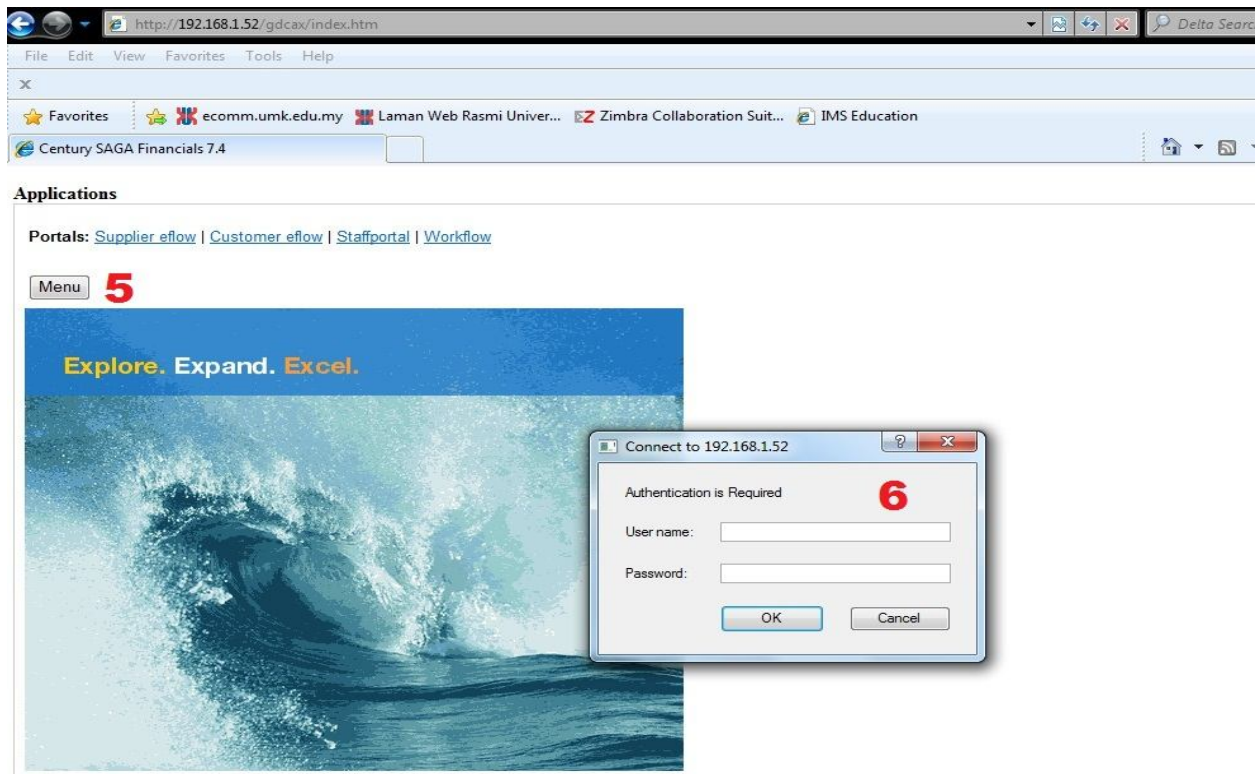 http://192.168.1.52/gdcax/index.htm
Delta Searc
File Edit View Favorites Tools Help
x
Favorites ecomm.umk.edu.my Laman Web Rasmi Univer... Zimbra Collaboration Suit... IMS Education
Century SAGA Financials 7.4
Applications
Portals: Supplier eflow | Customer eflow | Staffportal | Workflow
Menu 5
Explore. Expand. Excel.
Connect to 192.168.1.52
Authentication is Required 6
User name:
Password:
OK Cancel